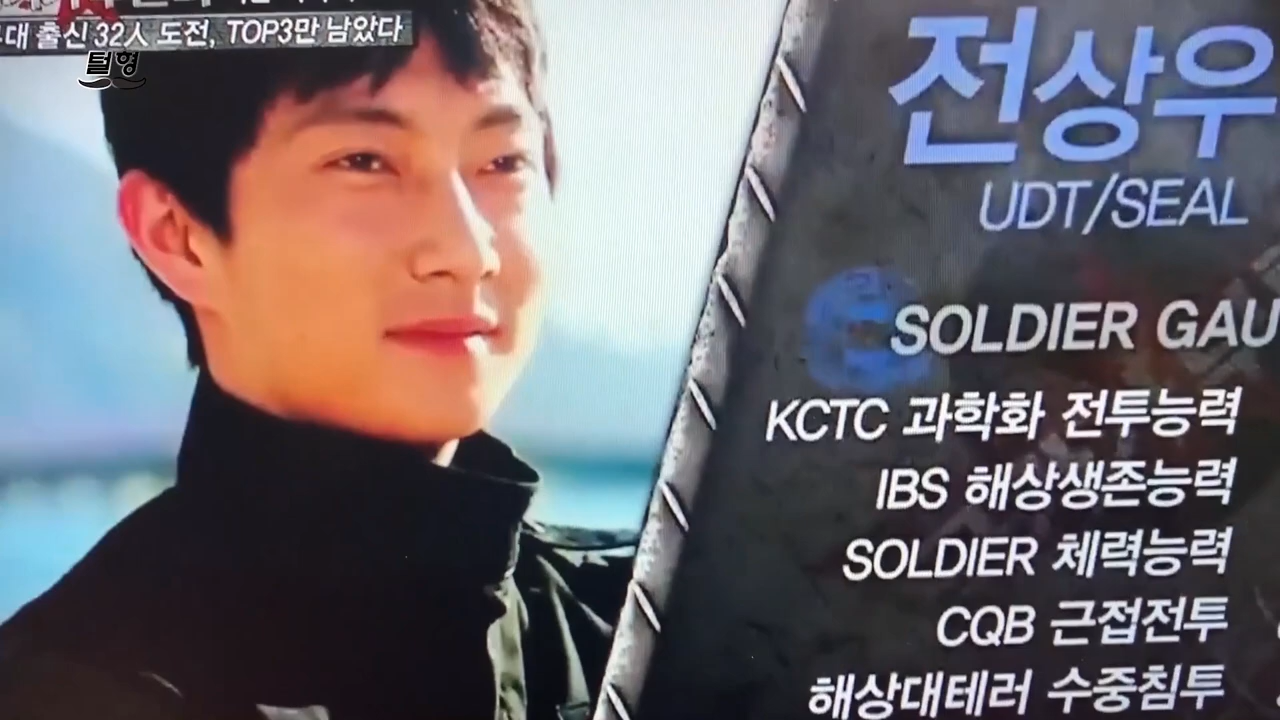 대 출신 32人 도전, TOP3만 남았다
털형
전상우
UDT/SEAL
SOLDIER GAU
KCTC 과학화 전투능력
IBS 해상생존능력
SOLDIER 체력능력
CQB 근접전투
해상대테러 수중침투